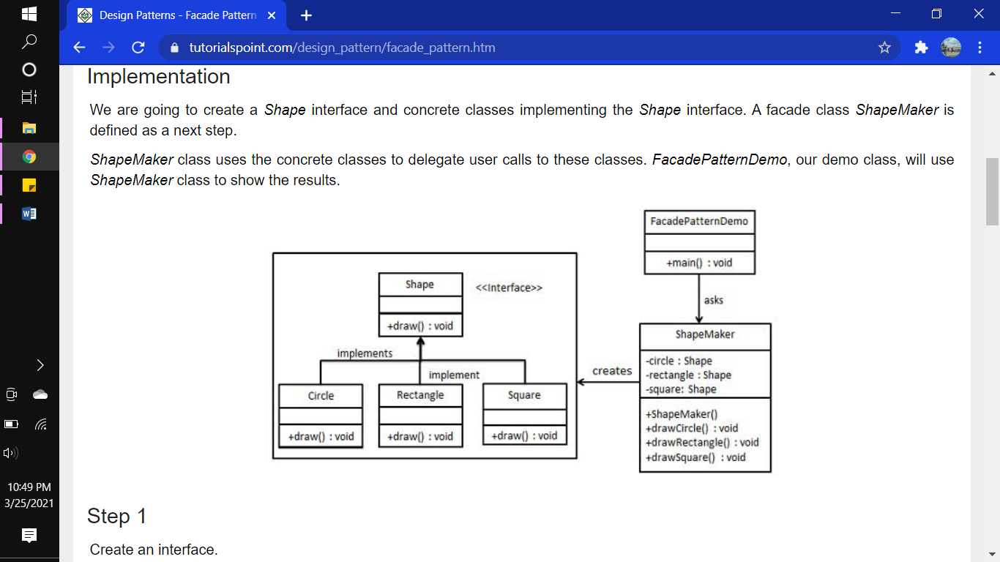 Design Patterns - Facade Pattern
tutorialspoint.com/design_pattern/facade_pattern.htm
Implementation
We are going to create a Shape interface and concrete classes implementing the Shape interface. A facade class ShapeMaker is
defined as a next step.
ShapeMaker class uses the concrete classes to delegate user calls to these classes. FacadePatternDemo, our demo class, will use
ShapeMaker class to show the results.
FacadePatternDemo
+main() : void
asks
Shape
<<Interface>>
+draw() : void
implements
implement
Circle
+draw() : void
Rectangle
+draw() : void
Square
+draw() : void
creates
ShapeMaker
-circle : Shape
-rectangle : Shape
-square: Shape
+ShapeMaker()
+drawCircle() : void
+drawRectangle() : void
+drawSquare() : void
Step 1
Create an interface.
W
10:49 PM
3/25/2021